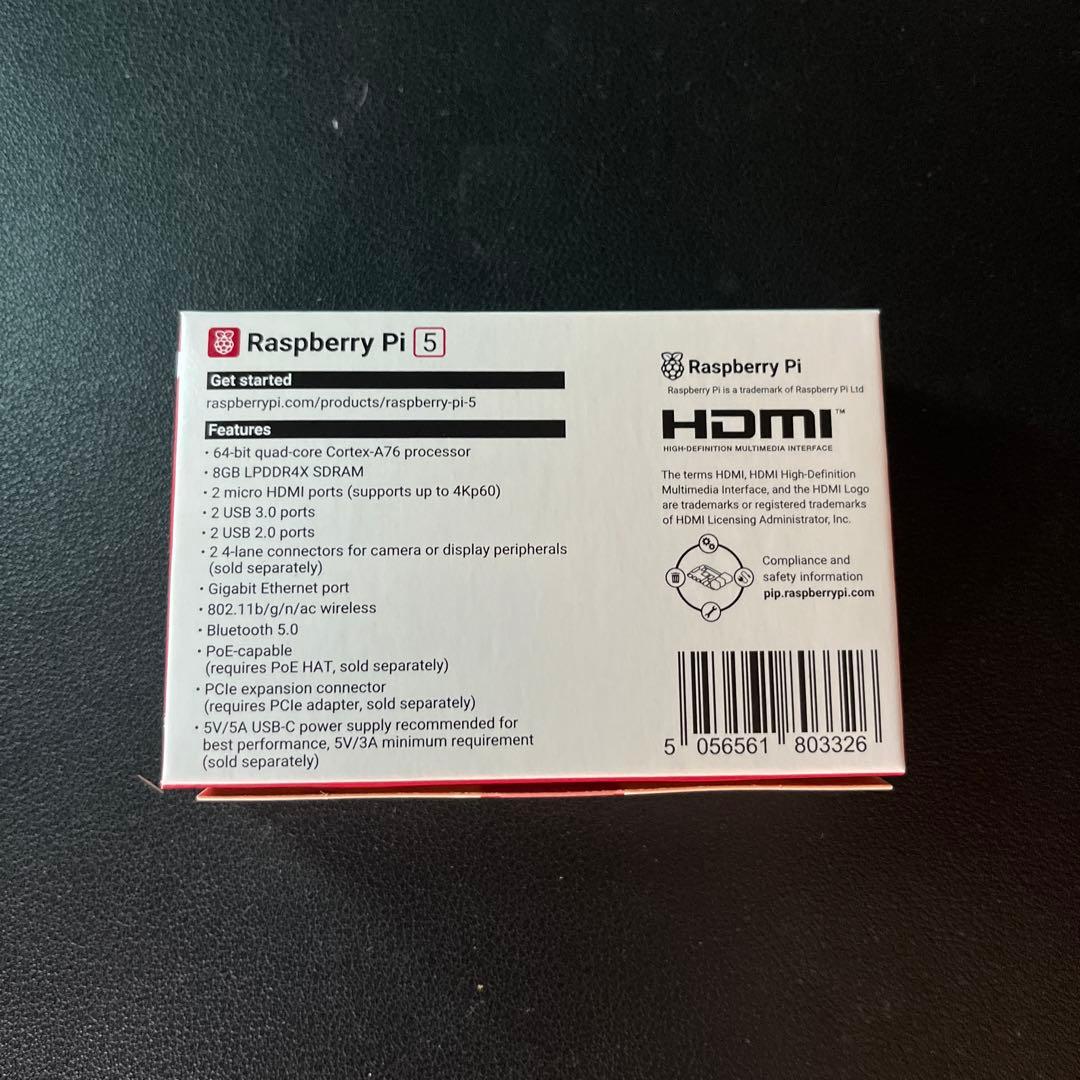 Raspberry Pi 5
Get started
raspberrypi.com/products/raspberry-pi-5
Features
· 64-bit quad-core Cortex-A76 processor
· 8GB LPDDR4X SDRAM
· 2 micro HDMI ports (supports up to 4Kp60)
· 2 USB 3.0 ports
· 2 USB 2.0 ports
· 2 4-lane connectors for camera or display peripherals
(sold separately)
· Gigabit Ethernet port
· 802.11b/g/n/ac wireless
· Bluetooth 5.0
· PoE-capable
(requires PoE HAT, sold separately)
· PCIe expansion connector
(requires PCIe adapter, sold separately)
· 5V/5A USB-C power supply recommended for
best performance, 5V/3A minimum requirement
(sold separately)
Raspberry Pi
Raspberry Pi is a trademark of Raspberry Pi Ltd
HDMI™
HIGH-DEFINITION MULTIMEDIA INTERFACE
The terms HDMI, HDMI High-Definition
Multimedia Interface, and the HDMI Logo
are trademarks or registered trademarks
of HDMI Licensing Administrator, Inc.
Compliance and
safety information
pip.raspberrypi.com
5 056561 803326